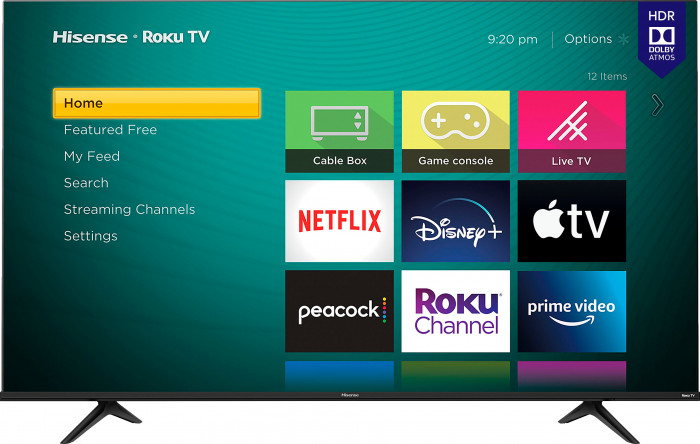 Hisense • Roku TV
9:20 pm | Options ✳
HDR
DOLBY
ATMOS
12 Items
Home
Featured Free
My Feed
Search
Streaming Channels
Settings
Cable Box
Game console
Live TV
NETFLIX
Disney+
tv
peacock
Roku Channel
prime video
Hisense
Roku TV